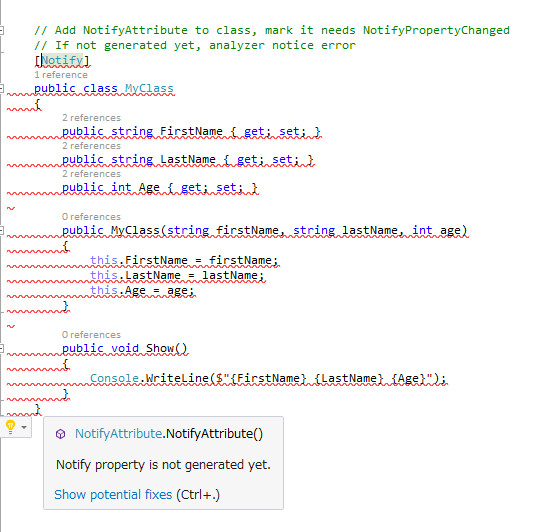 // Add NotifyAttribute to class, mark it needs NotifyPropertyChanged
// If not generated yet, analyzer notice error
[Notify]
1 reference
public class MyClass
{
2 references
public string FirstName { get; set; }
2 references
public string LastName { get; set; }
2 references
public int Age { get; set; }
0 references
public MyClass(string firstName, string lastName, int age)
{
this.FirstName = firstName;
this.LastName = lastName;
this.Age = age;
}
0 references
public void Show()
{
Console.WriteLine($"{FirstName} {LastName} {Age}");
}
}
NotifyAttribute.NotifyAttribute()
Notify property is not generated yet.
Show potential fixes (Ctrl+.)